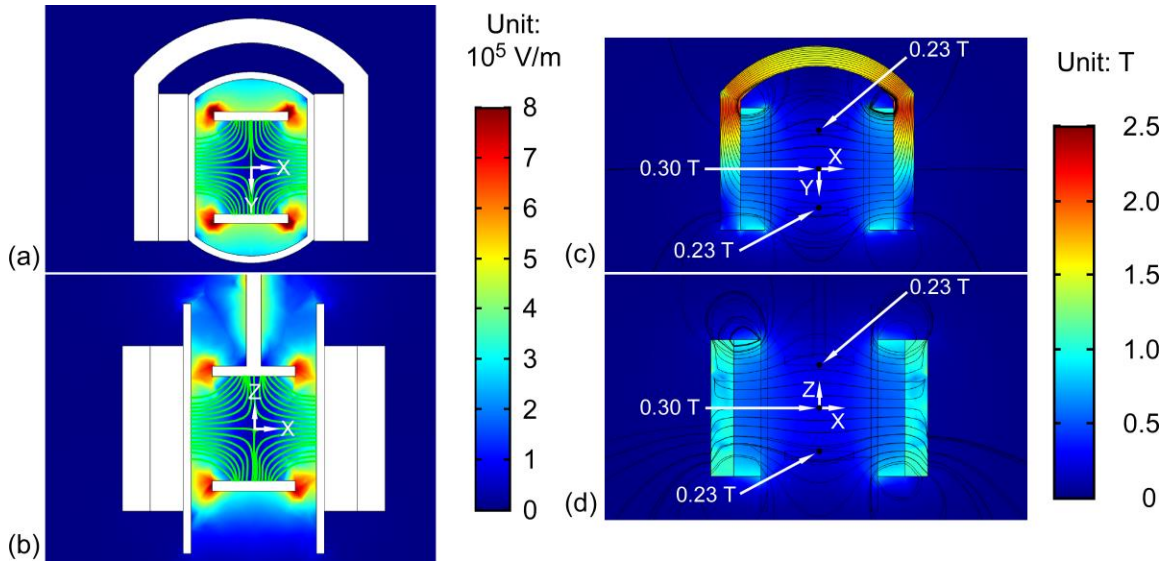 Unit:
10⁵ V/m
8
7
6
5
4
3
2
1
0
X
Y
(a)
Z
X
(b)
0.23 T
0.30 T
X
Y
0.23 T
(c)
0.23 T
Z
0.30 T
X
0.23 T
(d)
Unit: T
2.5
2.0
1.5
1.0
0.5
0